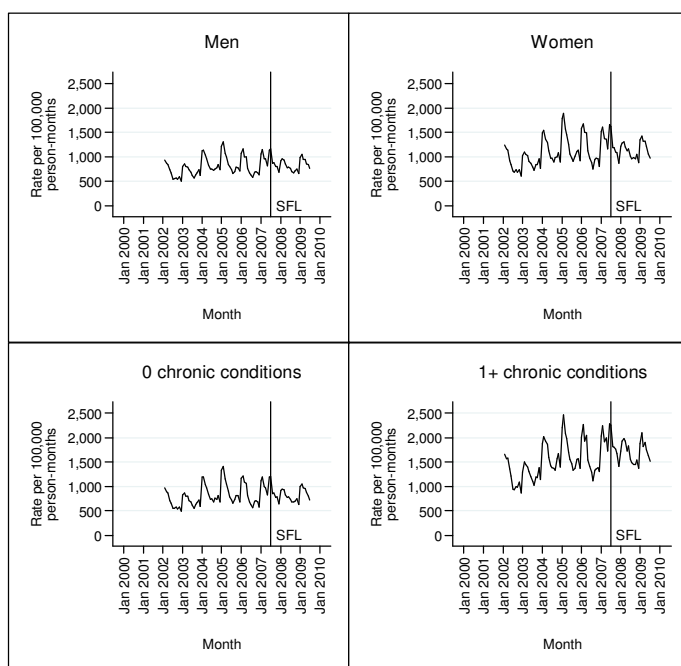 Men
Rate per 100,000
person-months
2,500
2,000
1,500
1,000
500
0
SFL
Jan 2000
Jan 2001
Jan 2002
Jan 2003
Jan 2004
Jan 2005
Jan 2006
Jan 2007
Jan 2008
Jan 2009
Jan 2010
Month
Women
Rate per 100,000
person-months
2,500
2,000
1,500
1,000
500
0
SFL
Jan 2000
Jan 2001
Jan 2002
Jan 2003
Jan 2004
Jan 2005
Jan 2006
Jan 2007
Jan 2008
Jan 2009
Jan 2010
Month
0 chronic conditions
Rate per 100,000
person-months
2,500
2,000
1,500
1,000
500
0
SFL
Jan 2000
Jan 2001
Jan 2002
Jan 2003
Jan 2004
Jan 2005
Jan 2006
Jan 2007
Jan 2008
Jan 2009
Jan 2010
Month
1+ chronic conditions
Rate per 100,000
person-months
2,500
2,000
1,500
1,000
500
0
SFL
Jan 2000
Jan 2001
Jan 2002
Jan 2003
Jan 2004
Jan 2005
Jan 2006
Jan 2007
Jan 2008
Jan 2009
Jan 2010
Month